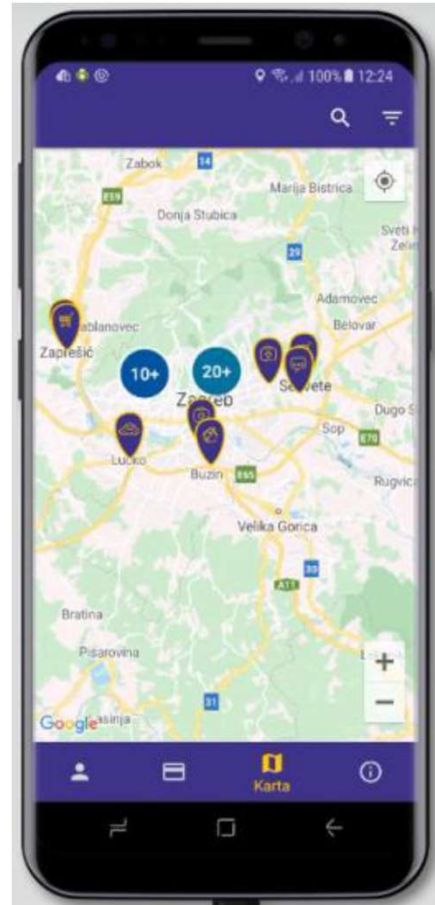 100% 12:24
Zabok
14
Marija Bistrica
E59
Donja Stubica
Sveti
29
Adamovec
Jablanovec
Belovar
Zaprešić
10+
20+
Zagreb
Sesvete
Dugo S
Sop
E70
Lučko
Buzin
E65
Rugvica
Velika Gorica
30
A11
Bratina
Pisarovina
+
−
31
Google
Karta